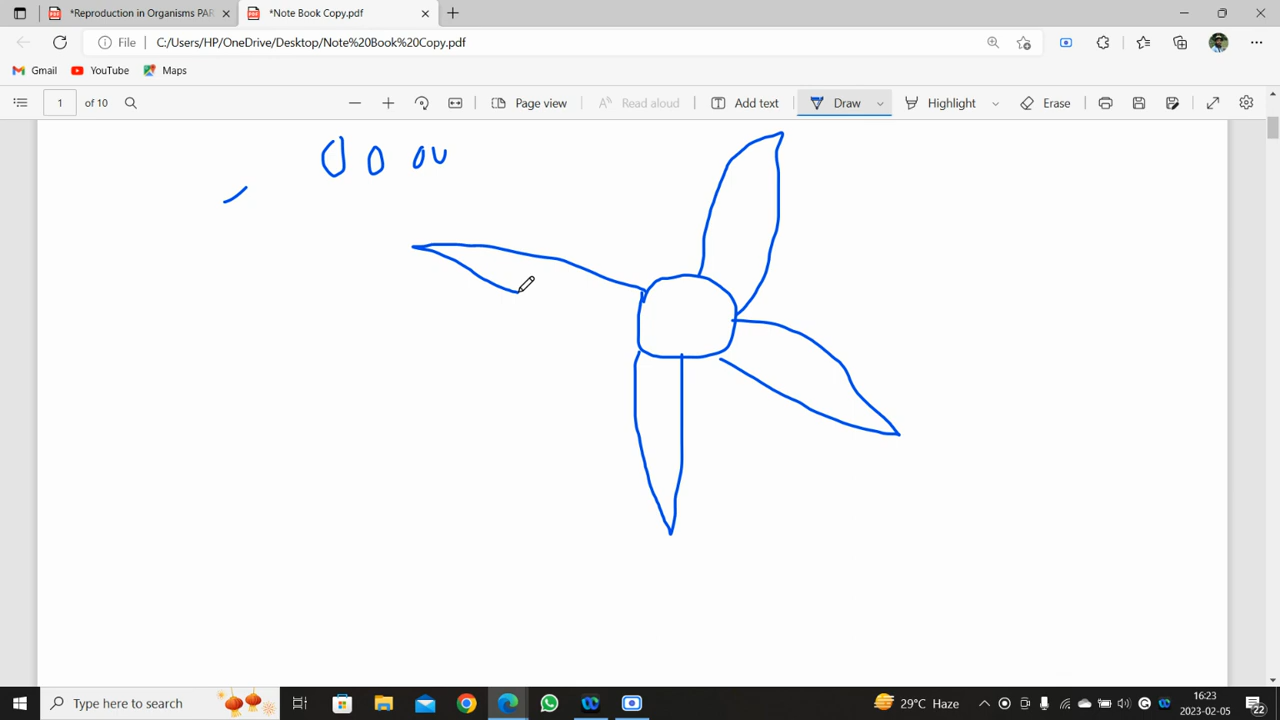 *Reproduction in Organisms PAR
*Note Book Copy.pdf
File C:/Users/HP/OneDrive/Desktop/Note%20Book%20Copy.pdf
Gmail YouTube Maps
1 of 10 Page view Read aloud Add text Draw Highlight Erase
Type here to search 29°C Haze 16:23
2023-02-05 22